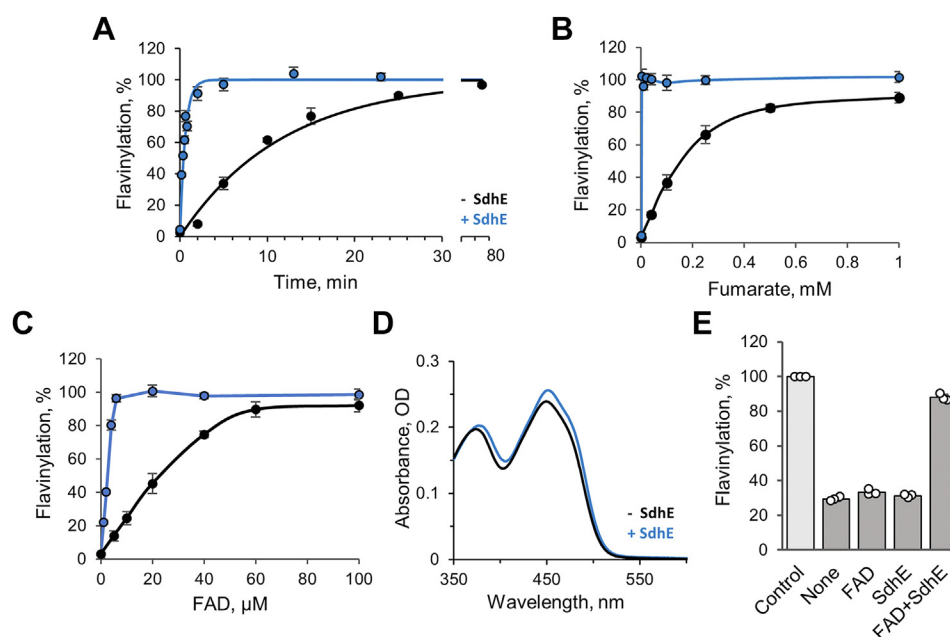 A
Flavinylation, %
120
100
80
60
40
20
0
0 10 20 30 80
Time, min
- SdhE
+ SdhE
B
Flavinylation, %
120
100
80
60
40
20
0
0 0.2 0.4 0.6 0.8 1
Fumarate, mM
C
Flavinylation, %
120
100
80
60
40
20
0
0 20 40 60 80 100
FAD, µM
D
Absorbance, OD
0.3
0.2
0.1
0
350 450 550
Wavelength, nm
- SdhE
+ SdhE
E
Flavinylation, %
120
100
80
60
40
20
0
Control
None
FAD
SdhE
FAD+SdhE